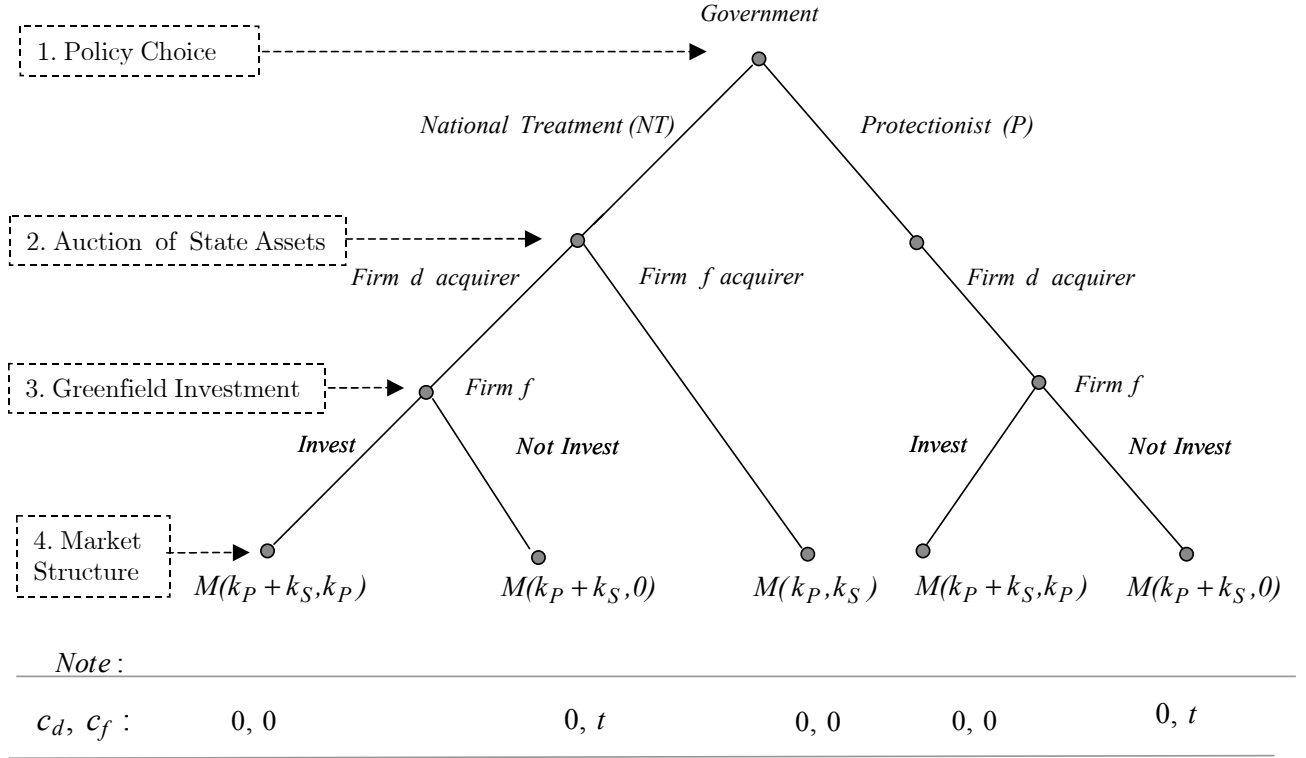 Government
1. Policy Choice
National Treatment (NT)
Protectionist (P)
2. Auction of State Assets
Firm d acquirer
Firm f acquirer
Firm d acquirer
3. Greenfield Investment
Firm f
Firm f
Invest
Not Invest
Invest
Not Invest
4. Market
Structure
M(k_P + k_S, k_P)
M(k_P + k_S, 0)
M(k_P, k_S)
M(k_P + k_S, k_P)
M(k_P + k_S, 0)
Note :
c_d, c_f : 0, 0 0, t 0, 0 0, 0 0, t